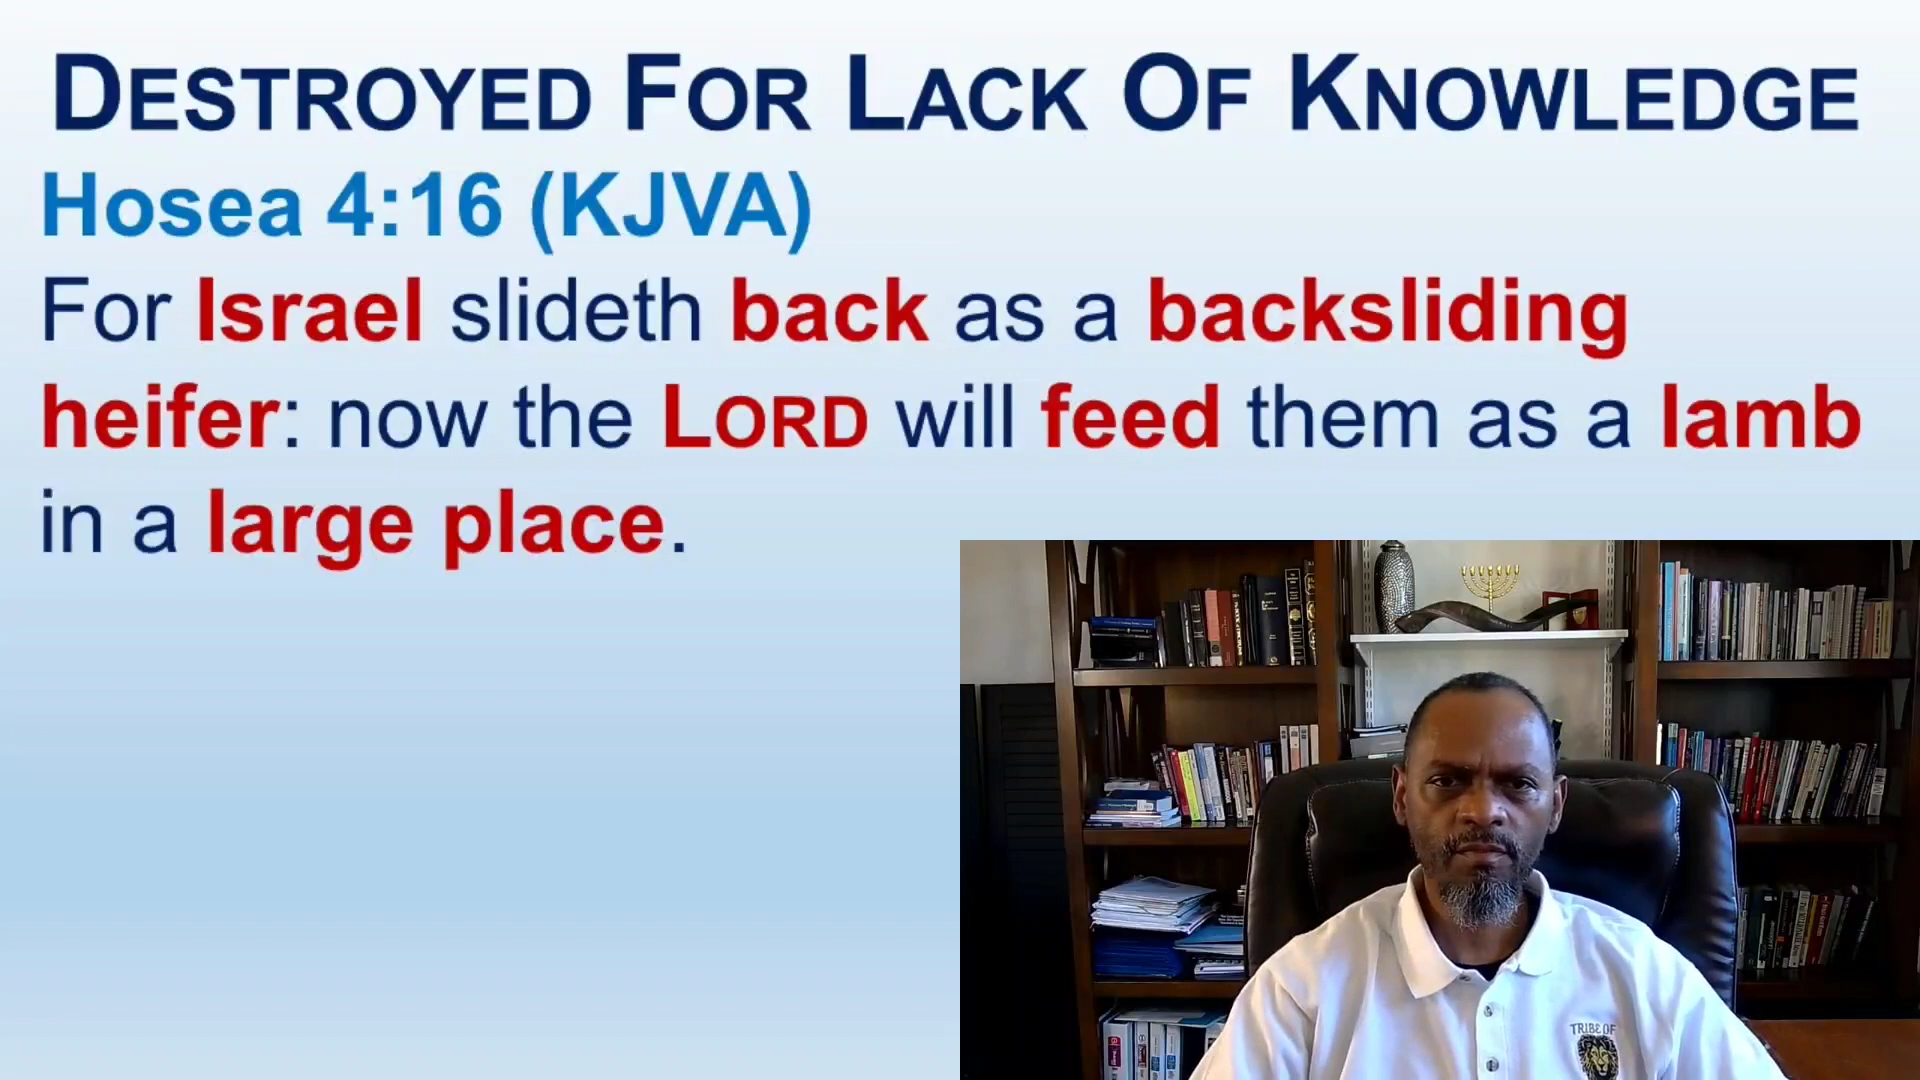 DESTROYED FOR LACK OF KNOWLEDGE
Hosea 4:16 (KJVA)
For Israel slideth back as a backsliding
heifer: now the LORD will feed them as a lamb
in a large place.
TRIBE OF